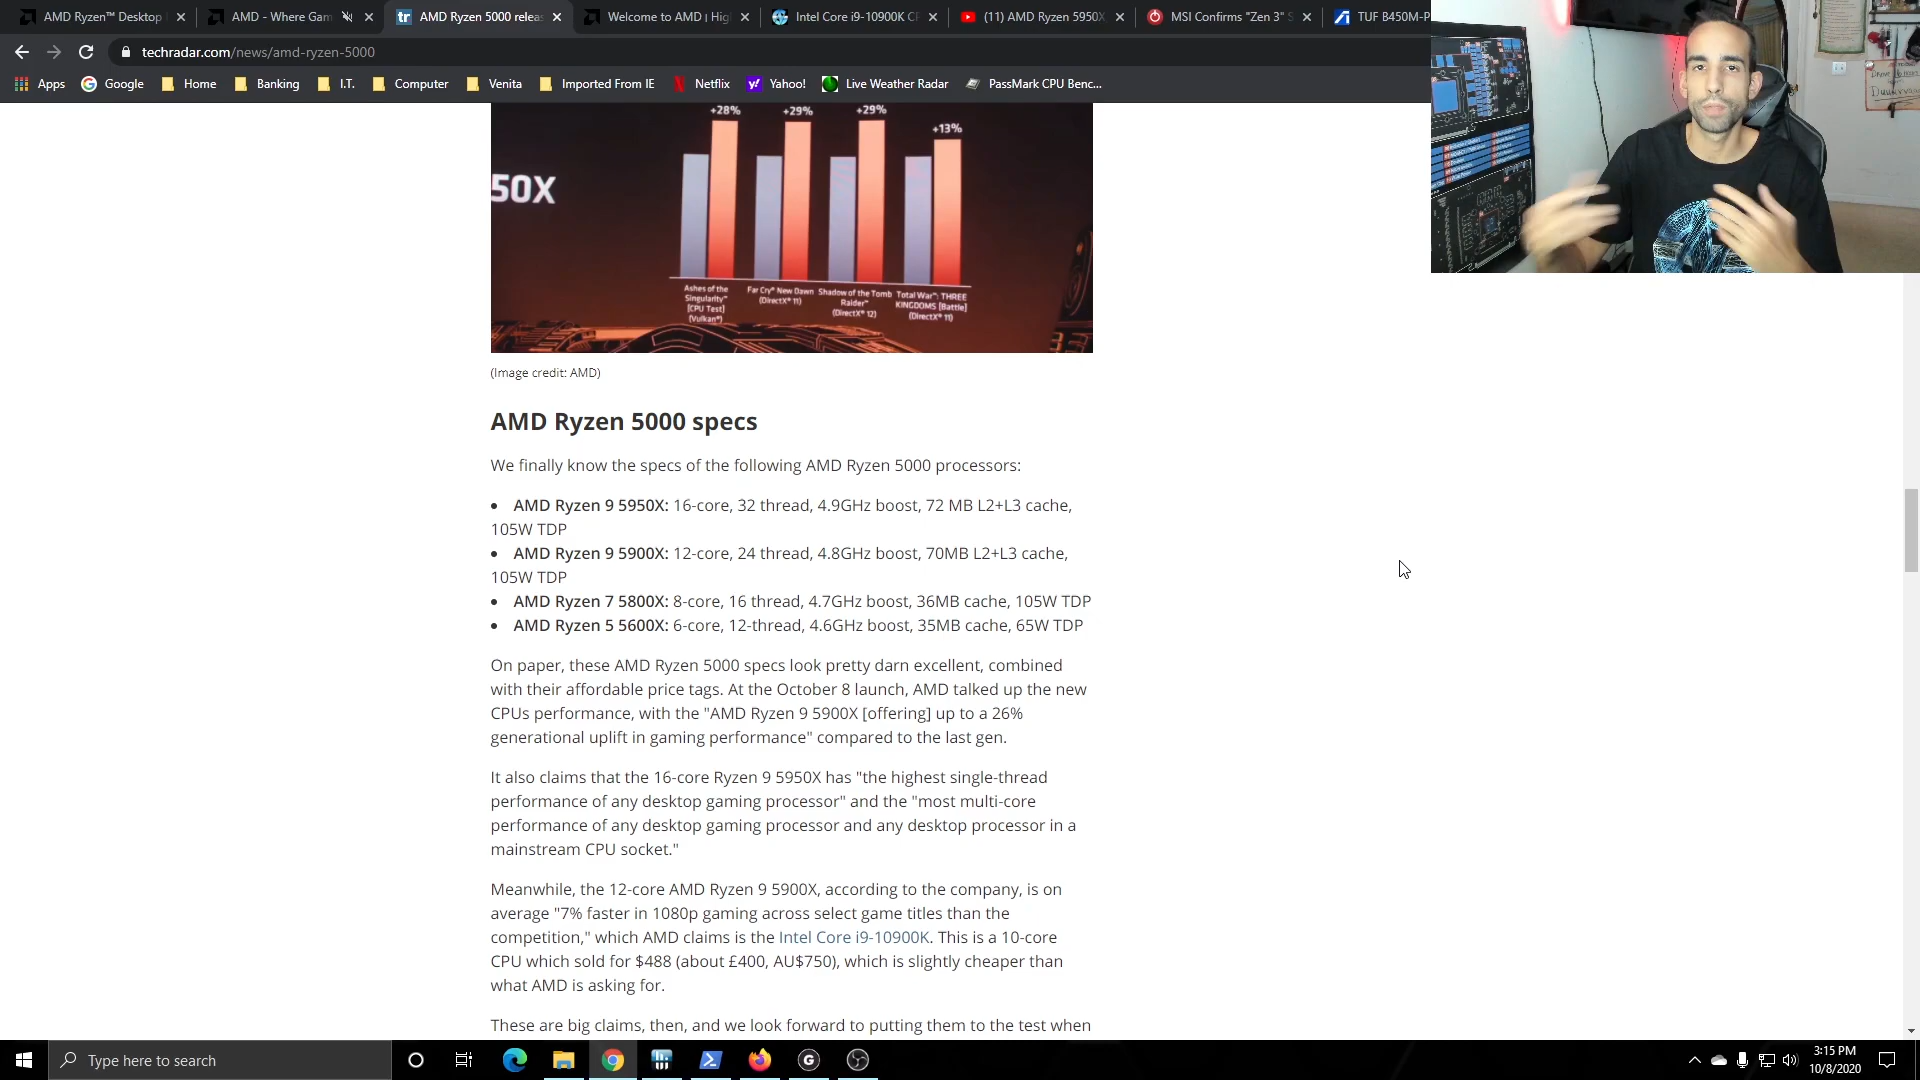 AMD Ryzen™ Desktop
AMD - Where Gam
tr AMD Ryzen 5000 relea
Welcome to AMD | Hig
Intel Core i9-10900K CP
(11) AMD Ryzen 5950X
MSI Confirms "Zen 3" S
TUF B450M-P
techradar.com/news/amd-ryzen-5000
Apps
Google
Home
Banking
I.T.
Computer
Venita
Imported From IE
Netflix
Yahoo!
Live Weather Radar
PassMark CPU Benc...
+28%
+29%
+29%
+13%
50X
Ashes of the
Singularity™
[CPU Test]
(Vulkan®)
Far Cry® New Dawn
(DirectX® 11)
Shadow of the Tomb
Raider™
(DirectX® 12)
Total War™: THREE
KINGDOMS [Battle]
(DirectX® 11)
(Image credit: AMD)
AMD Ryzen 5000 specs
We finally know the specs of the following AMD Ryzen 5000 processors:
• AMD Ryzen 9 5950X: 16-core, 32 thread, 4.9GHz boost, 72 MB L2+L3 cache,
105W TDP
• AMD Ryzen 9 5900X: 12-core, 24 thread, 4.8GHz boost, 70MB L2+L3 cache,
105W TDP
• AMD Ryzen 7 5800X: 8-core, 16 thread, 4.7GHz boost, 36MB cache, 105W TDP
• AMD Ryzen 5 5600X: 6-core, 12-thread, 4.6GHz boost, 35MB cache, 65W TDP
On paper, these AMD Ryzen 5000 specs look pretty darn excellent, combined
with their affordable price tags. At the October 8 launch, AMD talked up the new
CPUs performance, with the "AMD Ryzen 9 5900X [offering] up to a 26%
generational uplift in gaming performance" compared to the last gen.
It also claims that the 16-core Ryzen 9 5950X has "the highest single-thread
performance of any desktop gaming processor" and the "most multi-core
performance of any desktop gaming processor and any desktop processor in a
mainstream CPU socket."
Meanwhile, the 12-core AMD Ryzen 9 5900X, according to the company, is on
average "7% faster in 1080p gaming across select game titles than the
competition," which AMD claims is the Intel Core i9-10900K. This is a 10-core
CPU which sold for $488 (about £400, AU$750), which is slightly cheaper than
what AMD is asking for.
These are big claims, then, and we look forward to putting them to the test when
Type here to search
3:15 PM
10/8/2020